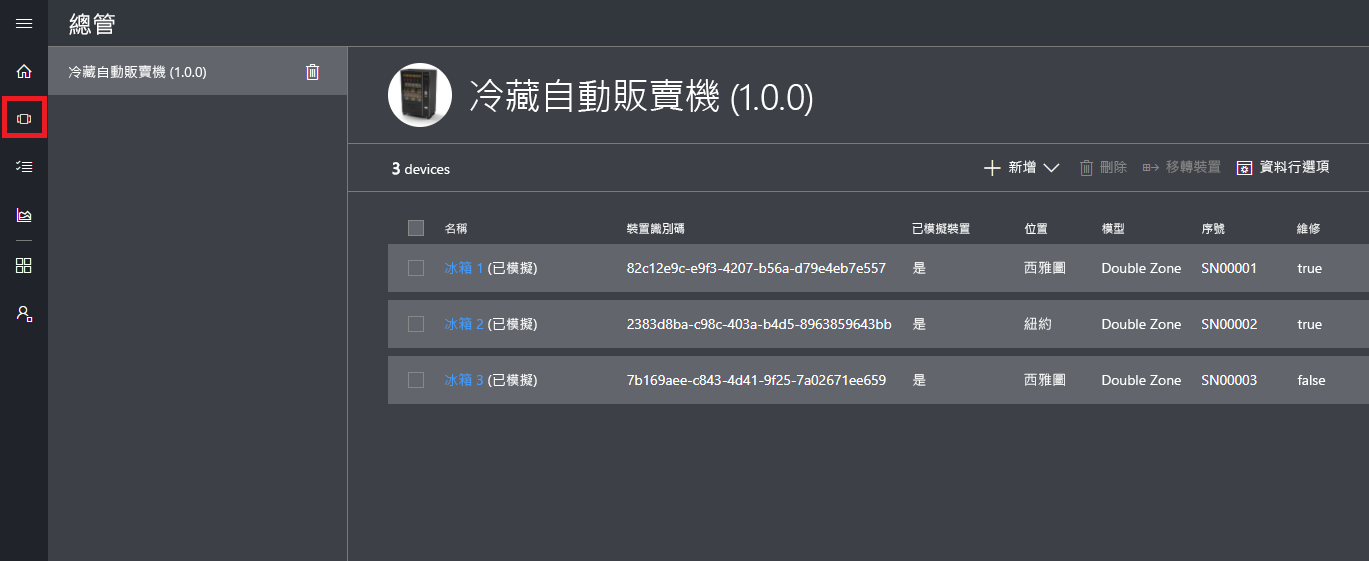 總管
冷藏自動販賣機 (1.0.0)
冷藏自動販賣機 (1.0.0)
3 devices 新增 刪除 移轉裝置 資料行選項
名稱 裝置識別碼 已模擬裝置 位置 模型 序號 維修
冰箱 1 (已模擬) 82c12e9c-e9f3-4207-b56a-d79e4eb7e557 是 西雅圖 Double Zone SN00001 true
冰箱 2 (已模擬) 2383d8ba-c98c-403a-b4d5-8963859643bb 是 紐約 Double Zone SN00002 true
冰箱 3 (已模擬) 7b169aee-c843-4d41-9f25-7a02671ee659 是 西雅圖 Double Zone SN00003 false